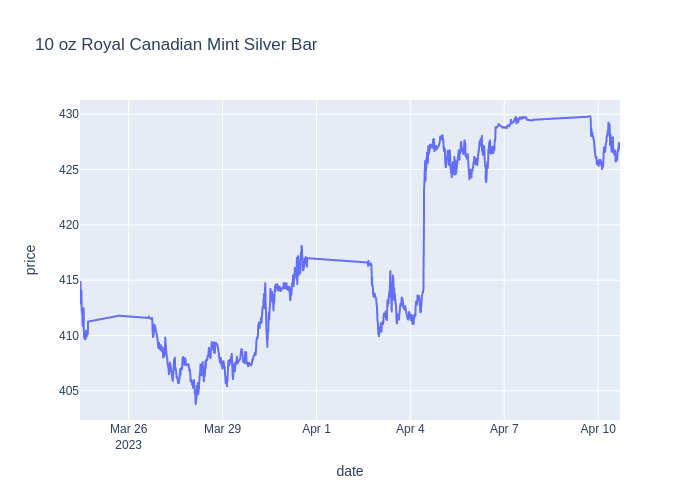 10 oz Royal Canadian Mint Silver Bar
430
425
420
415
410
405
price
Mar 26
2023
Mar 29
Apr 1
Apr 4
Apr 7
Apr 10
date